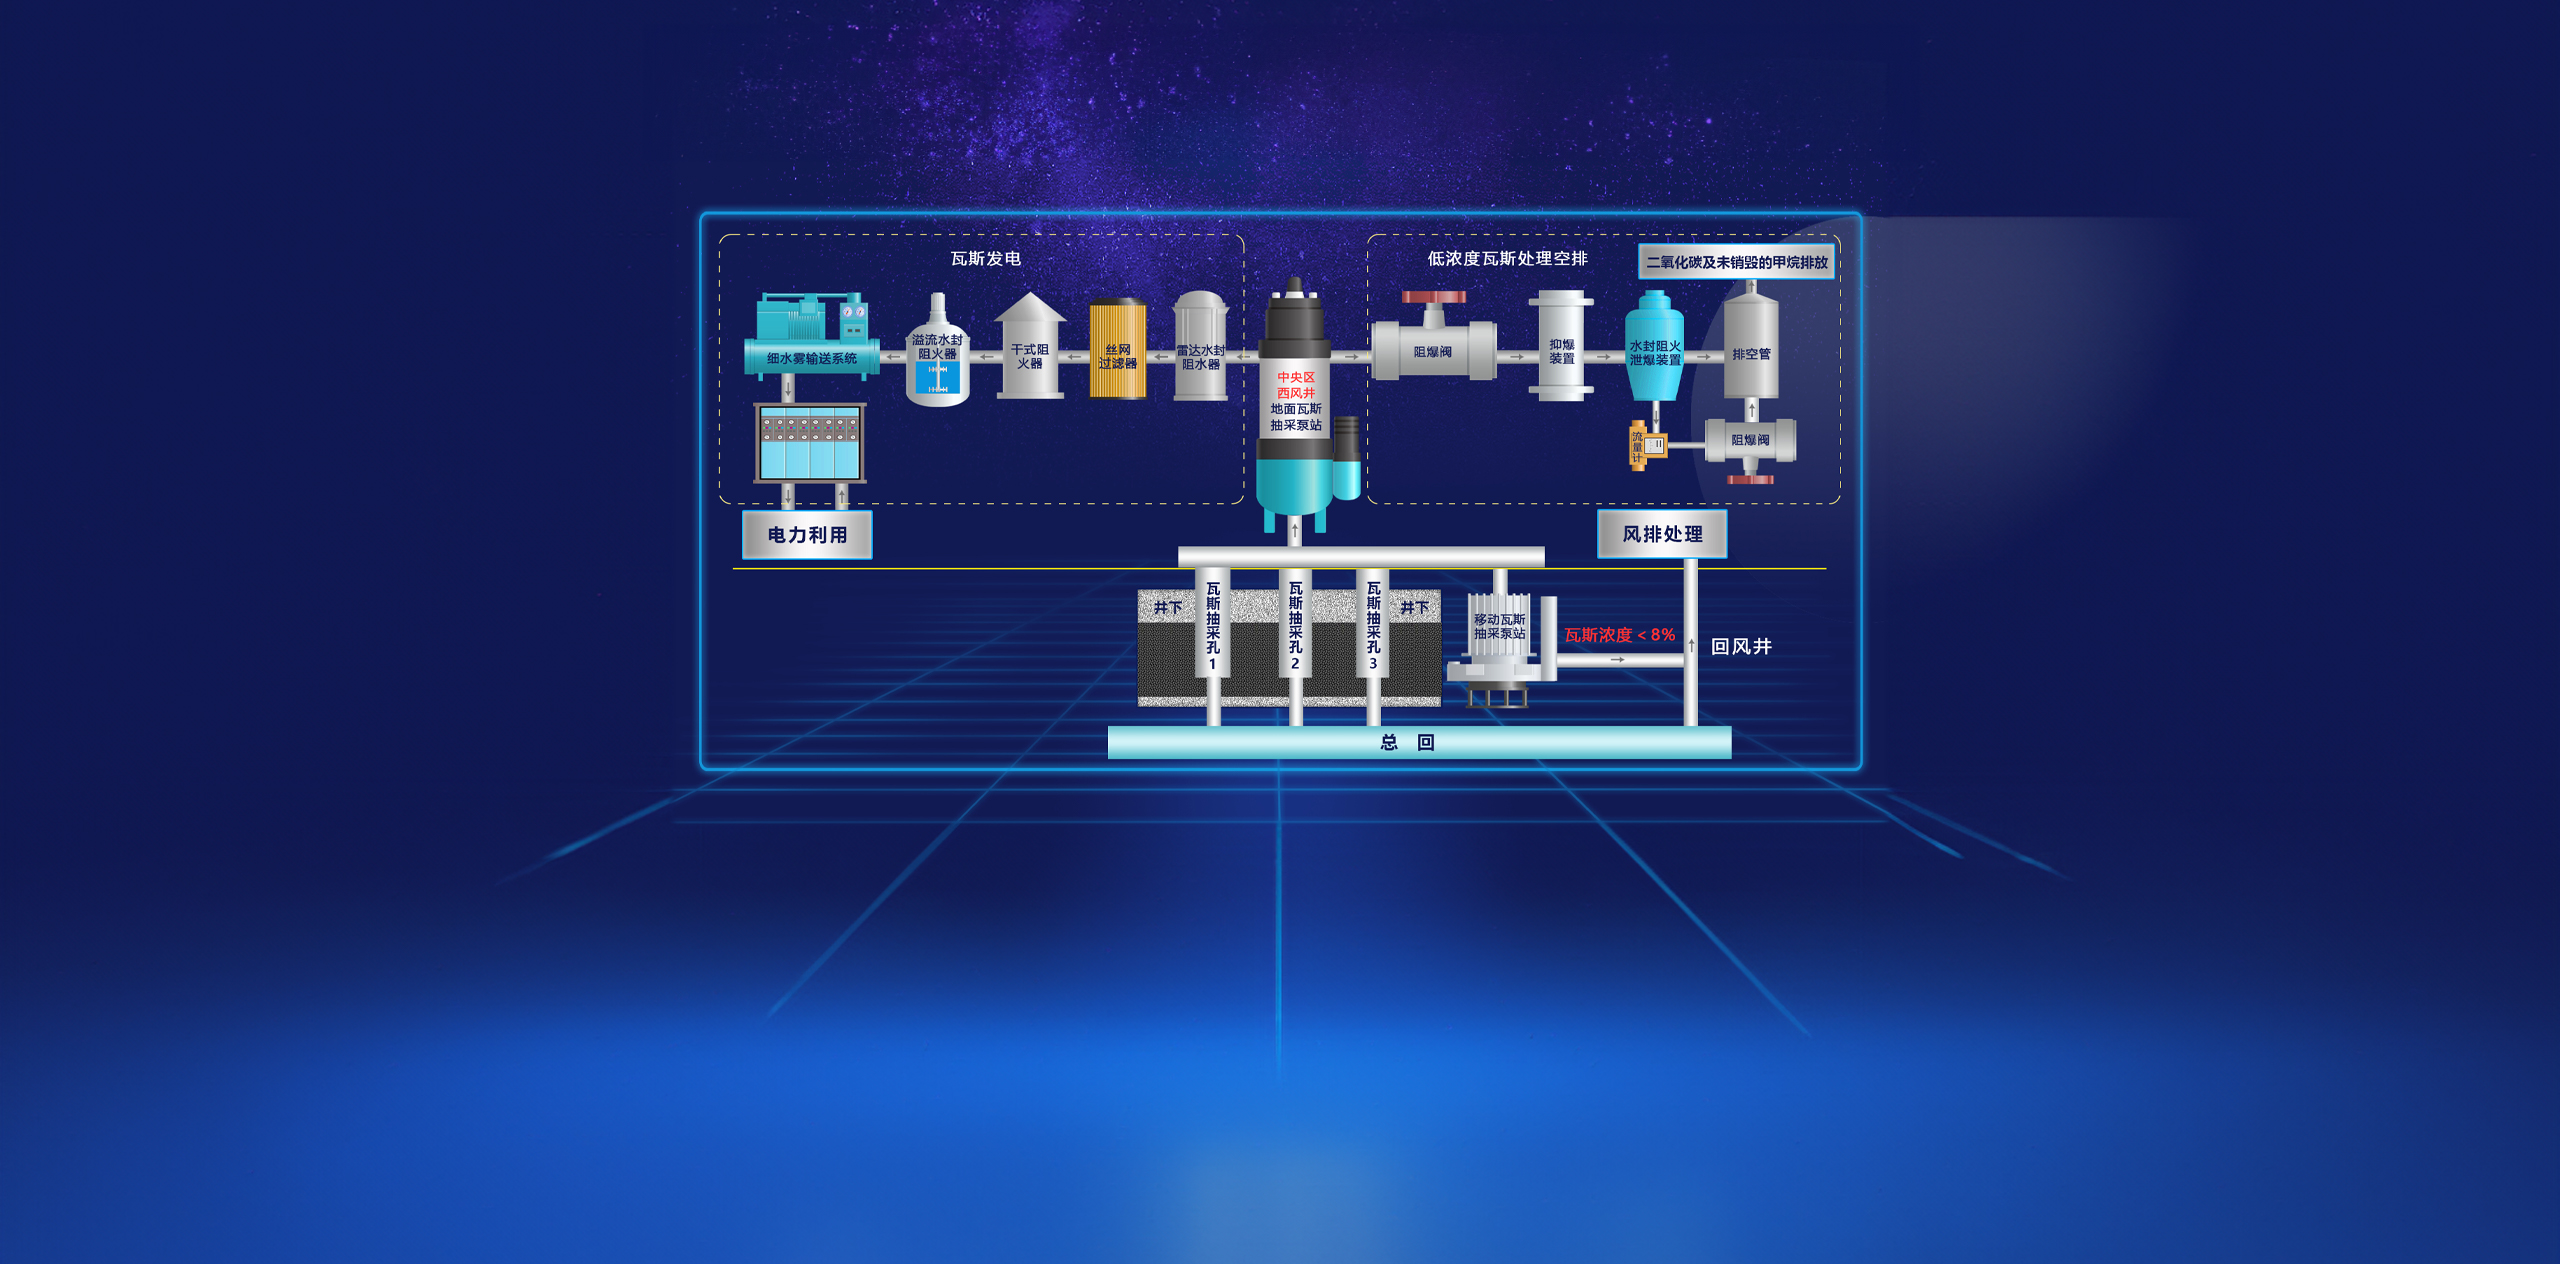 瓦斯发电
低浓度瓦斯处理空排
二氧化碳及未销毁的甲烷排放
细水雾输送系统
溢流水封
阻火器
干式阻
火器
丝网
过滤器
雷达水封
阻水器
中央区
西风井
地面瓦斯
抽采泵站
阻爆阀
抑爆
装置
水封阻火
泄爆装置
排空管
流量计
阻爆阀
电力利用
风排处理
井下
瓦斯抽采孔1
瓦斯抽采孔2
瓦斯抽采孔3
井下
移动瓦斯
抽采泵站
瓦斯浓度<8%
回风井
总 回